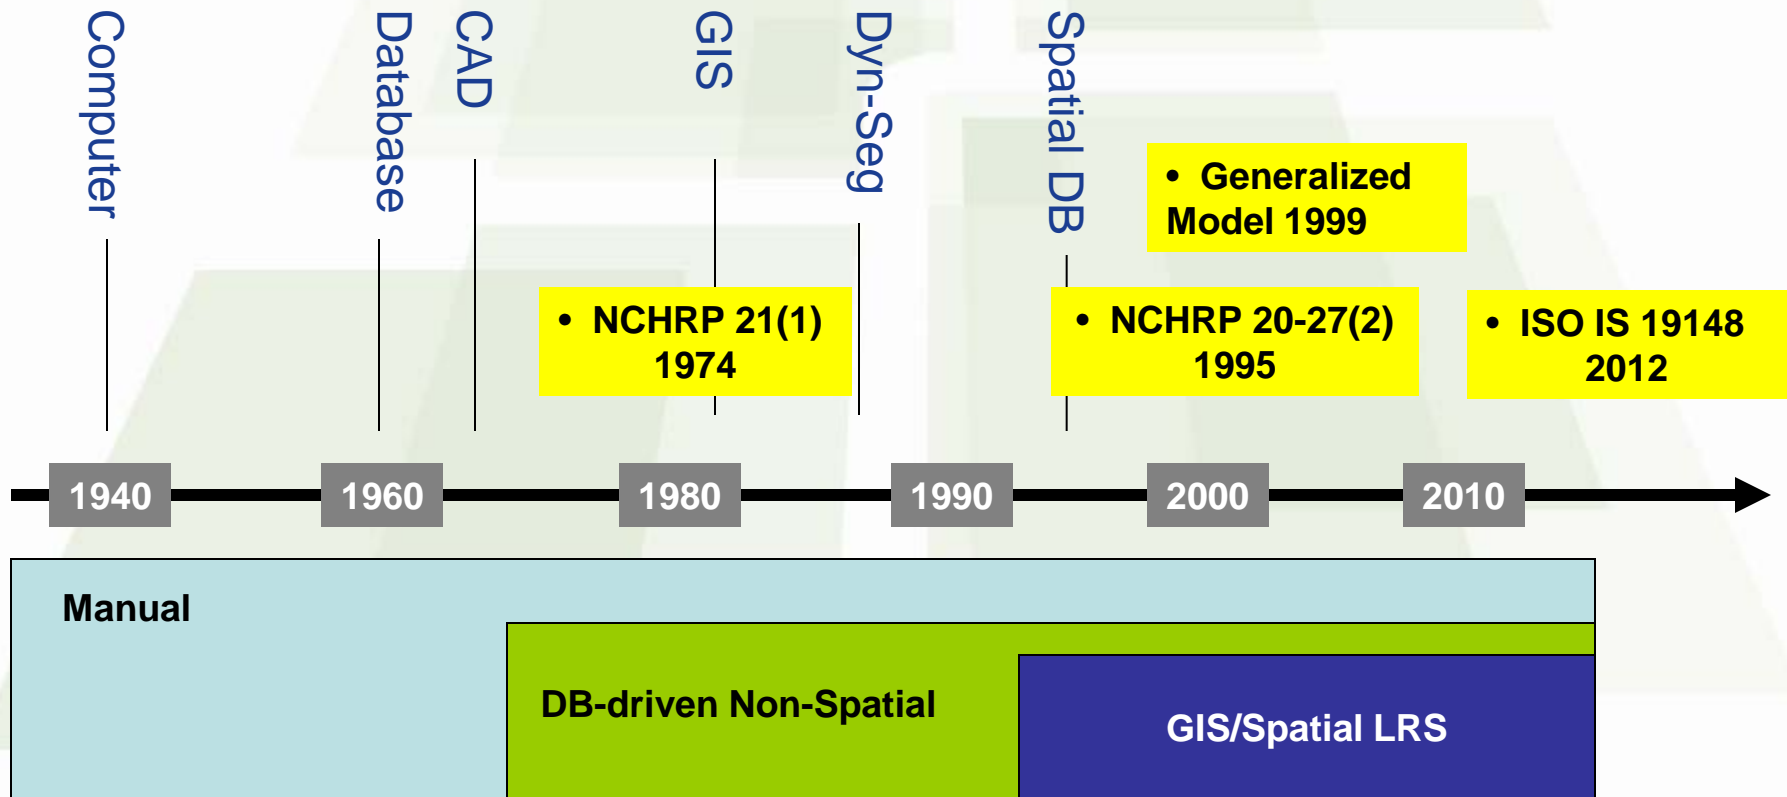 Computer
Database
CAD
GIS
Dyn-Seg
Spatial DB
• Generalized
Model 1999
• NCHRP 21(1)
1974
• NCHRP 20-27(2)
1995
• ISO IS 19148
2012
1940
1960
1980
1990
2000
2010
Manual
DB-driven Non-Spatial
GIS/Spatial LRS